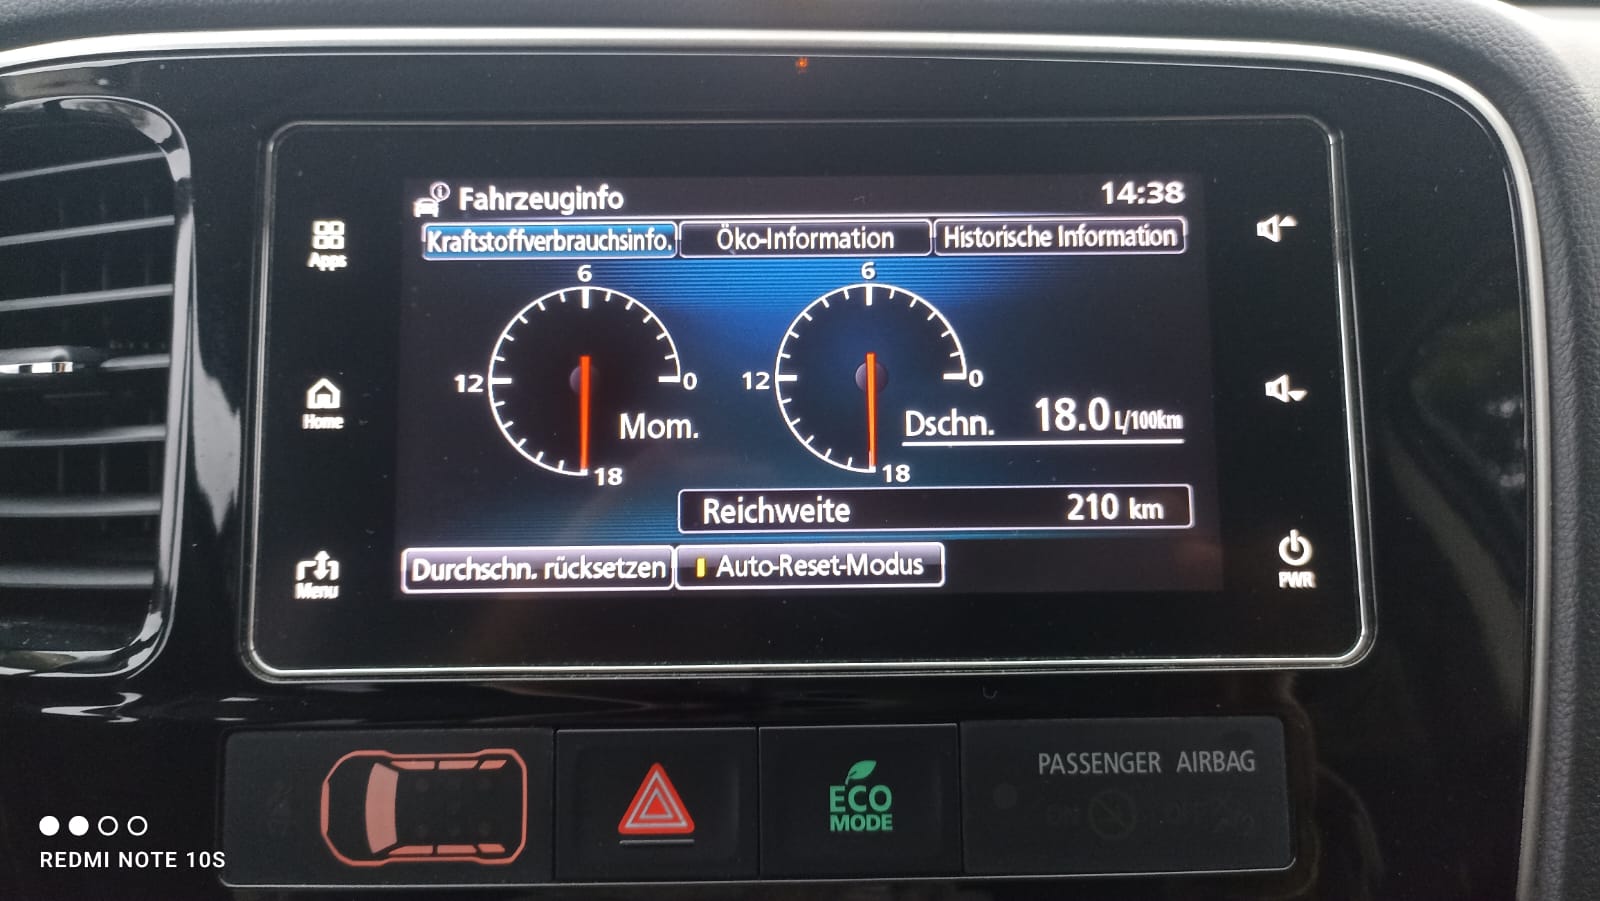 Fahrzeuginfo 14:38
Kraftstoffverbrauchsinfo. Öko-Information Historische Information
Apps
6 6
12 0 12 0
Home
Mom. Dschn. 18.0 L/100km
18 18
Reichweite 210 km
Durchschn. rücksetzen Auto-Reset-Modus
Menu PWR
PASSENGER AIRBAG
ECO
MODE
REDMI NOTE 10S